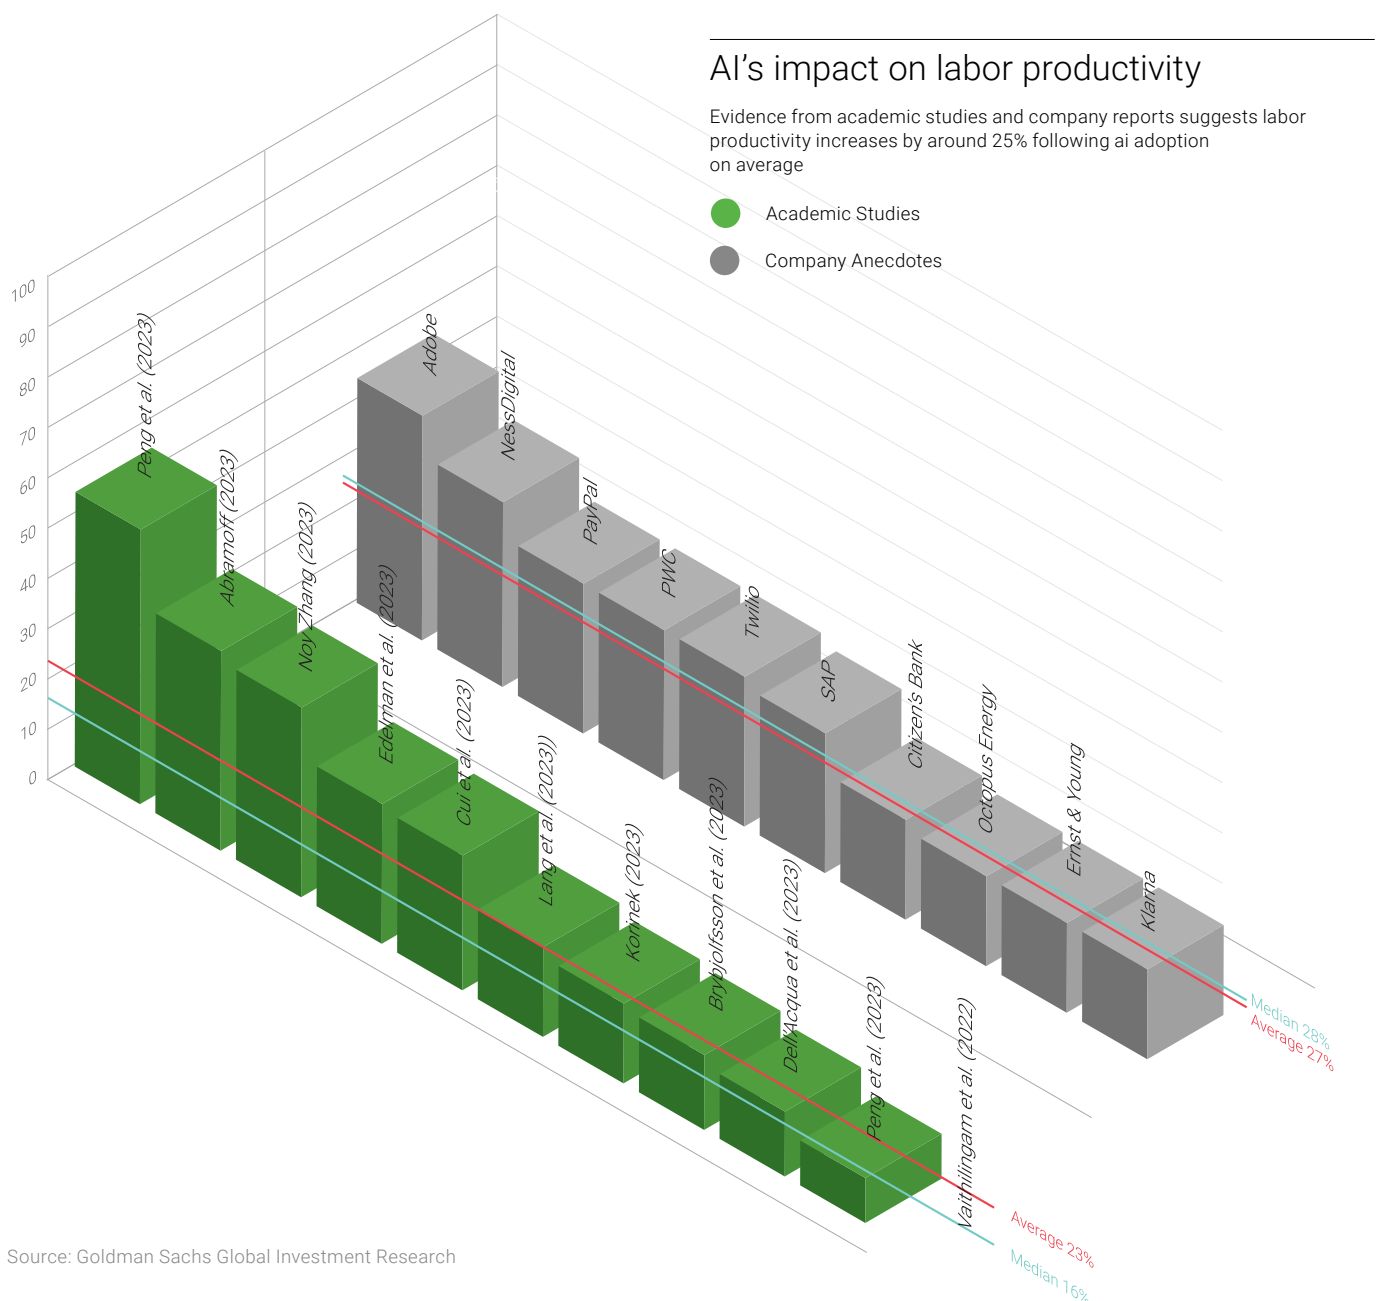 AI's impact on labor productivity
Evidence from academic studies and company reports suggests labor
productivity increases by around 25% following ai adoption
on average
Academic Studies
Company Anecdotes
100
90
80
70
60
50
40
30
20
10
0
Peng et al. (2023)
Abramoff (2023)
Noy Zhang (2023)
Edelman et al. (2023)
Cui et al. (2023)
Lang et al. (2023))
Korinek (2023)
Brybjolfsson et al. (2023)
Dell'Acqua et al. (2023)
Peng et al. (2023)
Vaithilingam et al. (2022)
Adobe
NessDigital
PayPal
PWC
Twilio
SAP
Citizen's Bank
Octopus Energy
Ernst & Young
Klarna
Median 28%
Average 27%
Average 23%
Median 16%
Source: Goldman Sachs Global Investment Research